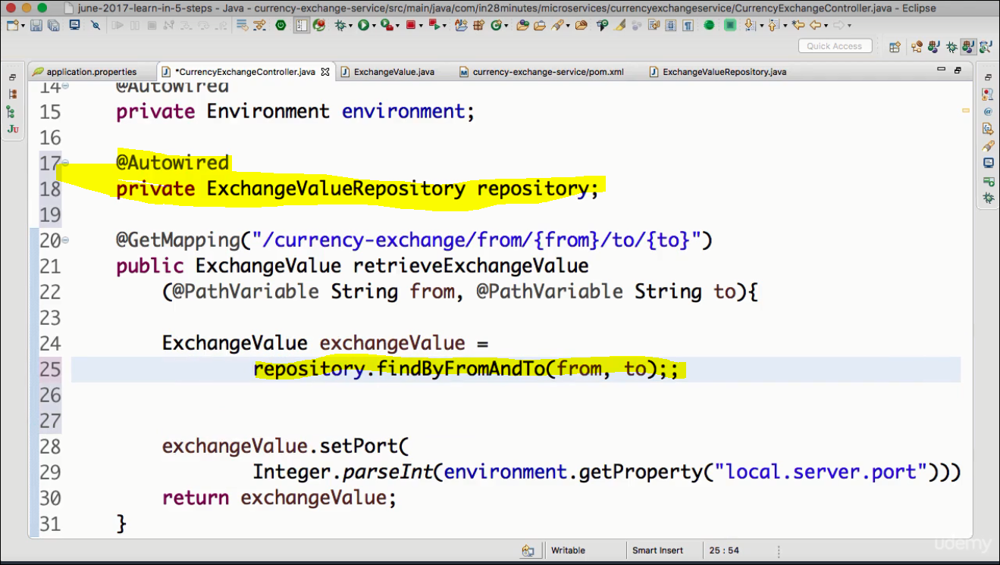 june-2017-learn-in-5-steps - Java - currency-exchange-service/src/main/java/com/in28minutes/microservices/currencyexchangeservice/CurrencyExchangeController.java - Eclipse
Quick Access
application.properties *CurrencyExchangeController.java ExchangeValue.java currency-exchange-service/pom.xml ExchangeValueRepository.java
14 @Autowired
15 private Environment environment;
16
17 @Autowired
18 private ExchangeValueRepository repository;
19
20 @GetMapping("/currency-exchange/from/{from}/to/{to}")
21 public ExchangeValue retrieveExchangeValue
22 (@PathVariable String from, @PathVariable String to){
23
24 ExchangeValue exchangeValue =
25 repository.findByFromAndTo(from, to);;
26
27
28 exchangeValue.setPort(
29 Integer.parseInt(environment.getProperty("local.server.port")))
30 return exchangeValue;
31 }
Writable Smart Insert 25 : 54
udemy